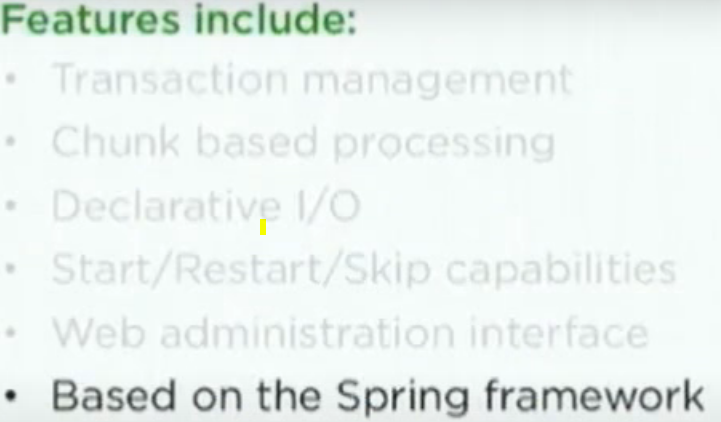 Features include:
• Transaction management
• Chunk based processing
• Declarative I/O
• Start/Restart/Skip capabilities
• Web administration interface
• Based on the Spring framework